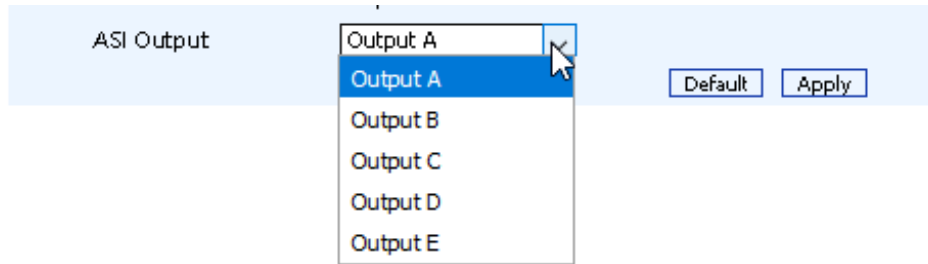 ASI Output Output A
Output A
Default Apply
Output B
Output C
Output D
Output E